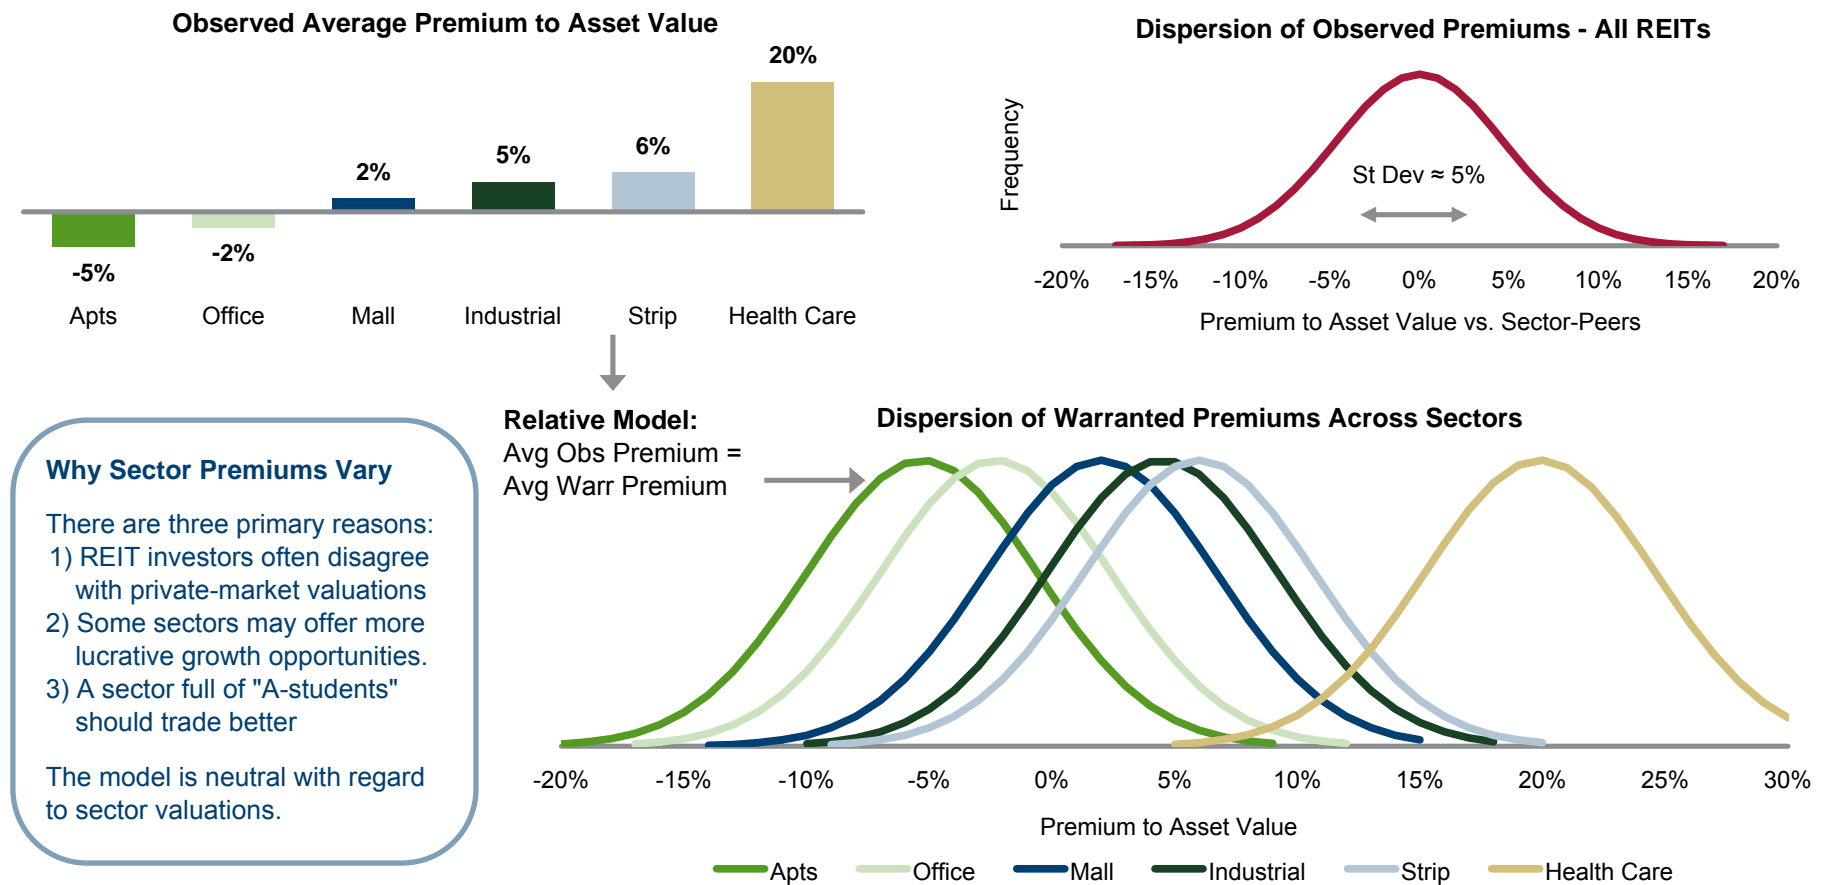 Observed Average Premium to Asset Value
20%
6%
5%
2%
-2%
-5%
Apts Office Mall Industrial Strip Health Care
Dispersion of Observed Premiums - All REITs
Frequency
St Dev ≈ 5%
-20% -15% -10% -5% 0% 5% 10% 15% 20%
Premium to Asset Value vs. Sector-Peers
Relative Model:
Avg Obs Premium =
Avg Warr Premium
Why Sector Premiums Vary
There are three primary reasons:
1) REIT investors often disagree
with private-market valuations
2) Some sectors may offer more
lucrative growth opportunities.
3) A sector full of "A-students"
should trade better
The model is neutral with regard
to sector valuations.
Dispersion of Warranted Premiums Across Sectors
-20% -15% -10% -5% 0% 5% 10% 15% 20% 25% 30%
Premium to Asset Value
Apts Office Mall Industrial Strip Health Care